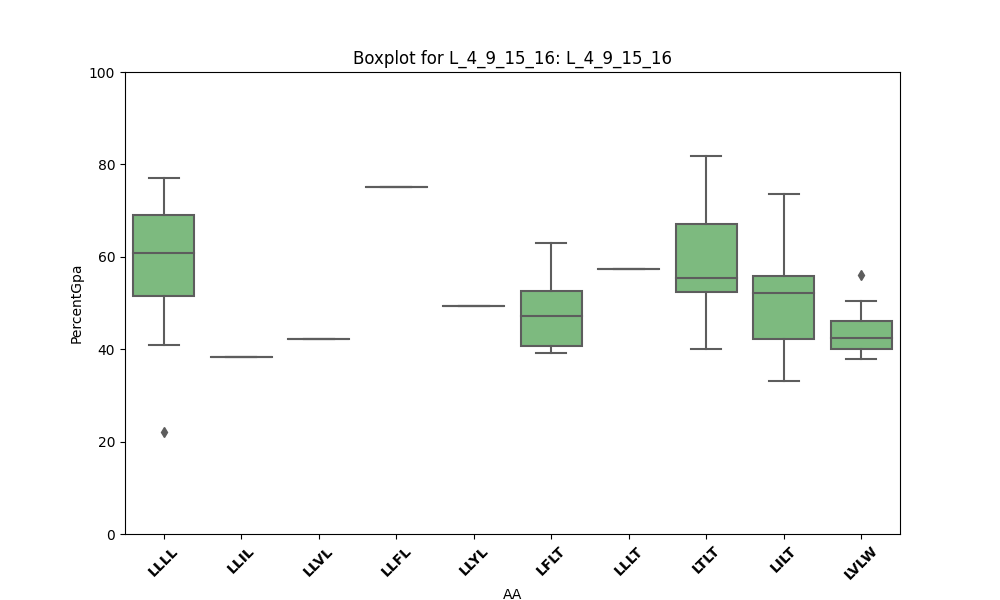 Boxplot for L_4_9_15_16: L_4_9_15_16
100
80
60
40
20
0
PercentGpa
LLLL
LLIL
LLVL
LLFL
LLYL
LFLT
LLLT
LTLT
LILT
LVLW
AA